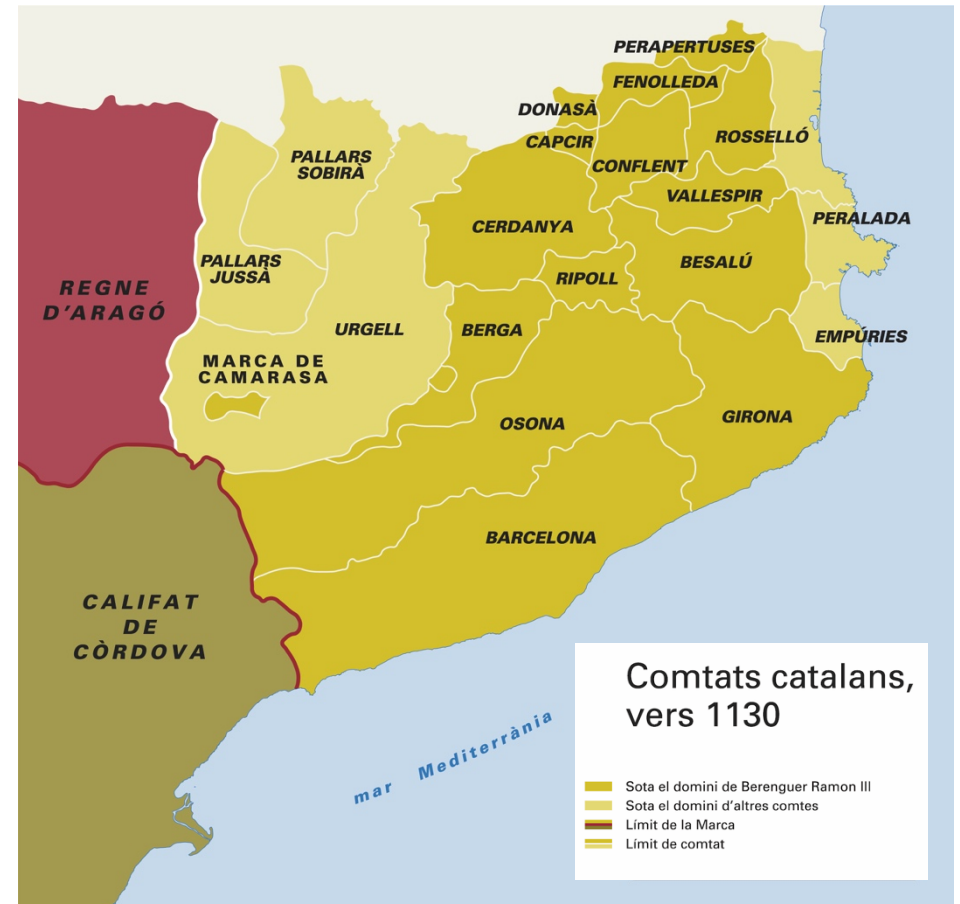 PERAPERTUSES
FENOLLEDA
DONASÀ
CAPCIR
ROSSELLÓ
PALLARS
SOBIRÀ
CONFLENT
VALLESPIR
PERALADA
CERDANYA
PALLARS
JUSSÀ
BESALÚ
RIPOLL
REGNE
D'ARAGÓ
URGELL
BERGA
EMPÚRIES
MARCA DE
CAMARASA
OSONA
GIRONA
BARCELONA
CALIFAT
DE
CÒRDOVA
mar Mediterrània
Comtats catalans,
vers 1130
Sota el domini de Berenguer Ramon III
Sota el domini d'altres comtes
Límit de la Marca
Límit de comtat